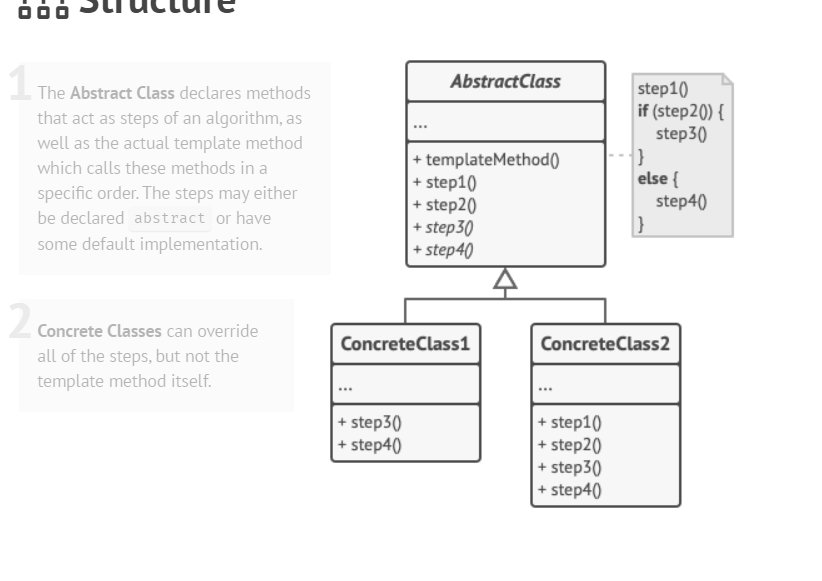 Structure
1
The Abstract Class declares methods
that act as steps of an algorithm, as
well as the actual template method
which calls these methods in a
specific order. The steps may either
be declared abstract or have
some default implementation.
2
Concrete Classes can override
all of the steps, but not the
template method itself.
AbstractClass
...
+ templateMethod()
+ step1()
+ step2()
+ step3()
+ step4()
step1()
if (step2()) {
step3()
}
else {
step4()
}
ConcreteClass1
...
+ step3()
+ step4()
ConcreteClass2
...
+ step1()
+ step2()
+ step3()
+ step4()